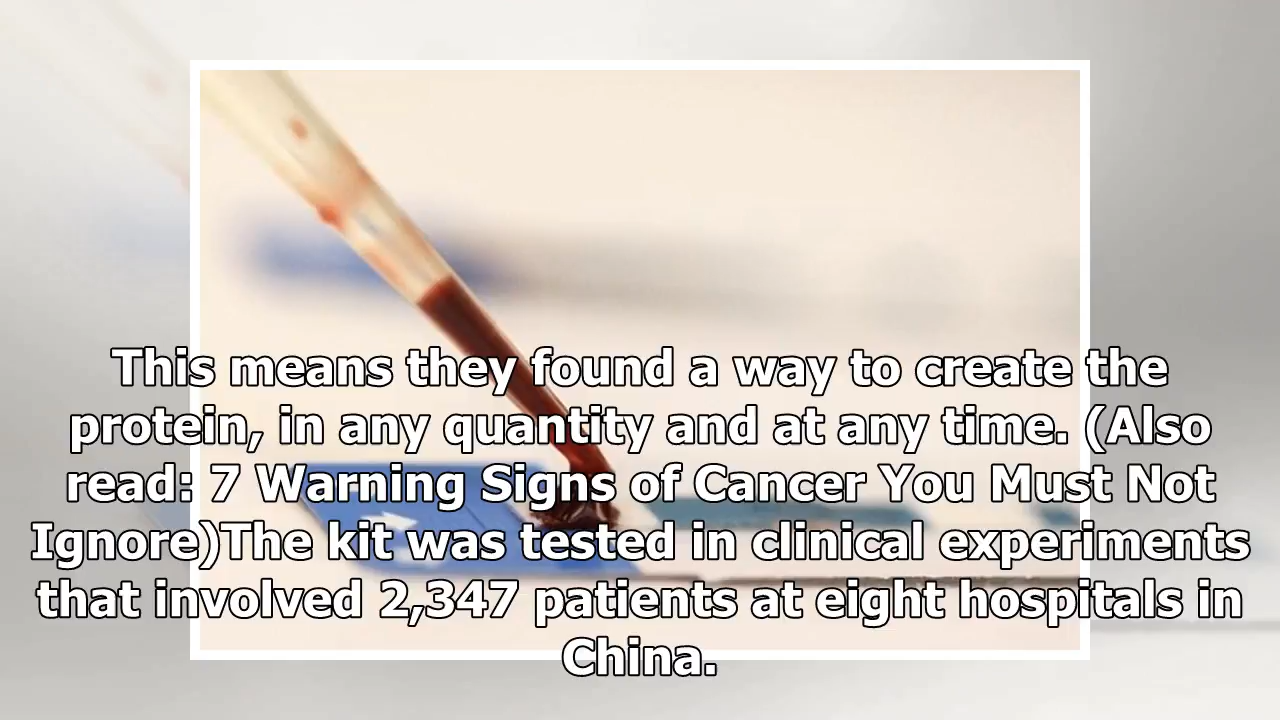 This means they found a way to create the
protein, in any quantity and at any time. (Also
read: 7 Warning Signs of Cancer You Must Not
Ignore)The kit was tested in clinical experiments
that involved 2,347 patients at eight hospitals in
China.